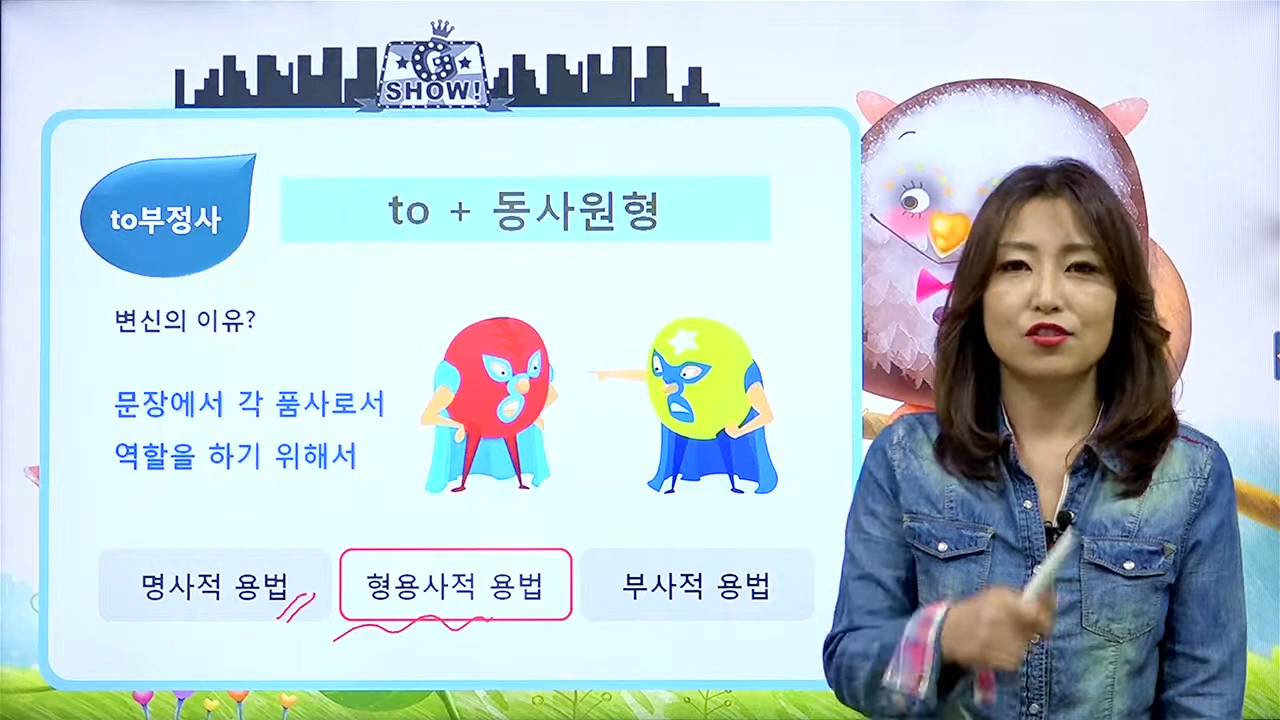 G
SHOW!
to부정사
to + 동사원형
변신의 이유?
문장에서 각 품사로서
역할을 하기 위해서
명사적 용법
형용사적 용법
부사적 용법